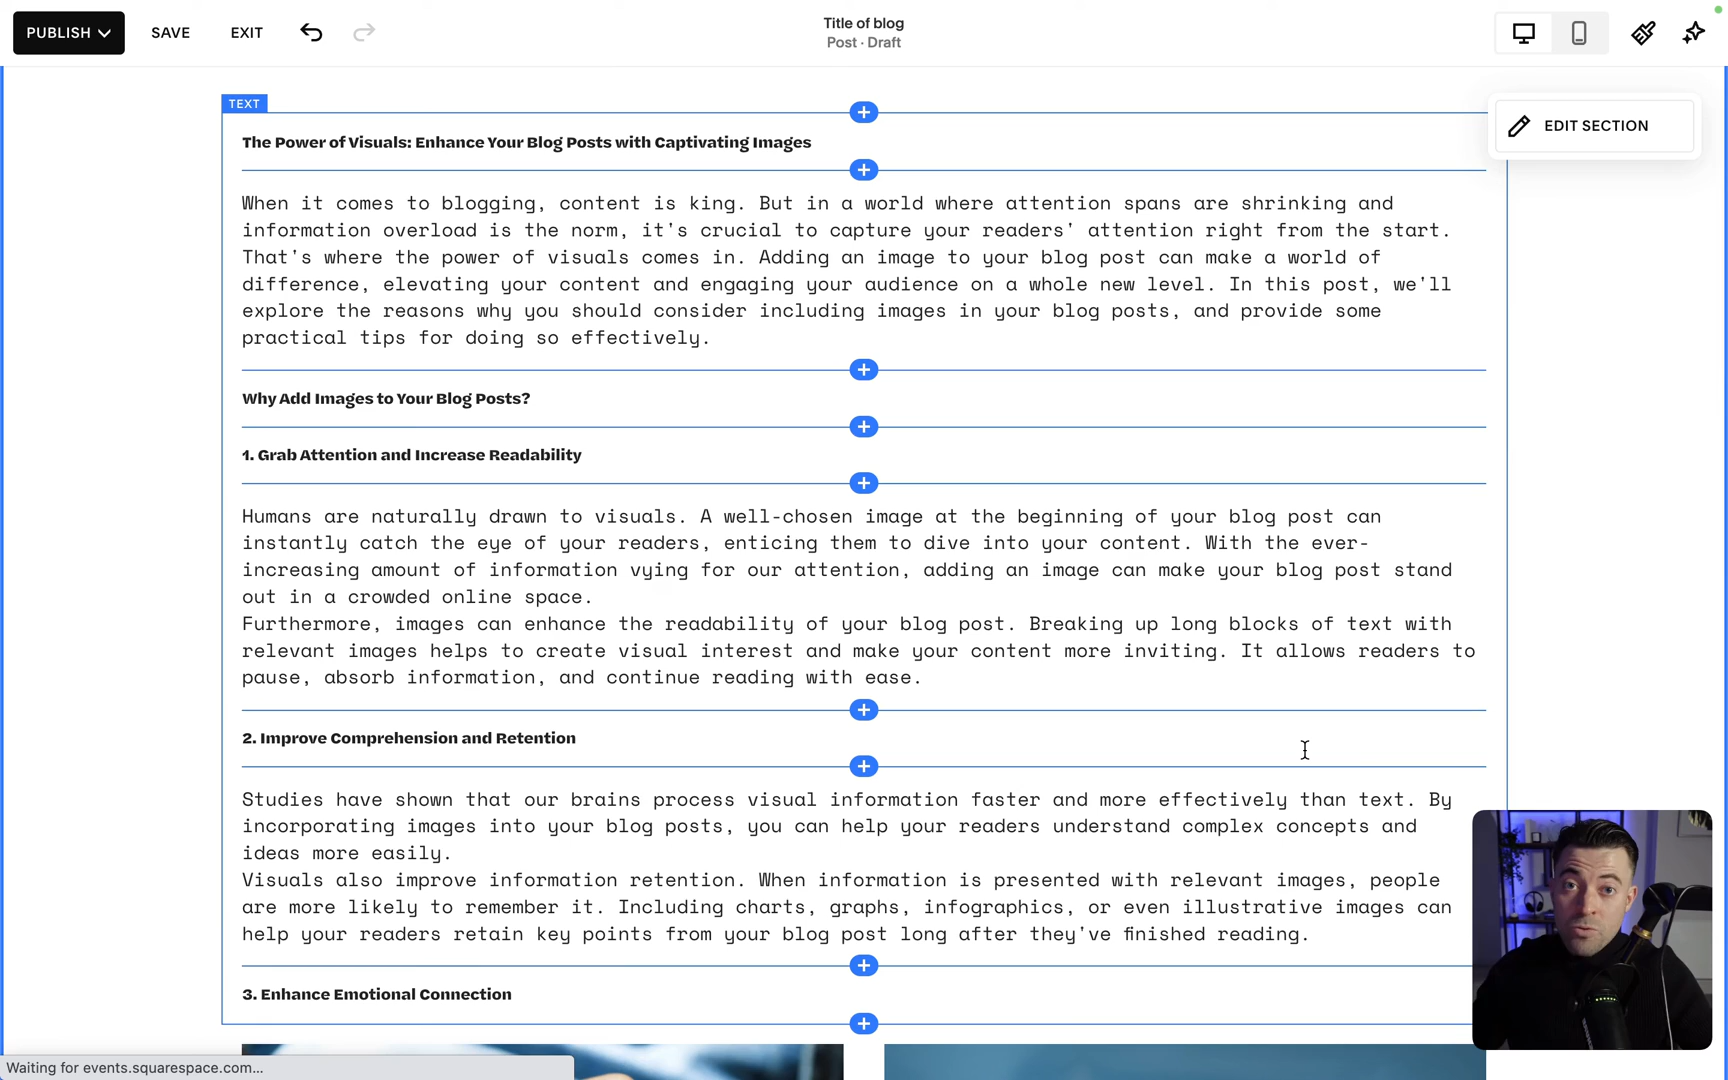 PUBLISH
SAVE
EXIT
Title of blog
Post · Draft
TEXT
EDIT SECTION
The Power of Visuals: Enhance Your Blog Posts with Captivating Images
When it comes to blogging, content is king. But in a world where attention spans are shrinking and
information overload is the norm, it's crucial to capture your readers' attention right from the start.
That's where the power of visuals comes in. Adding an image to your blog post can make a world of
difference, elevating your content and engaging your audience on a whole new level. In this post, we'll
explore the reasons why you should consider including images in your blog posts, and provide some
practical tips for doing so effectively.
Why Add Images to Your Blog Posts?
1. Grab Attention and Increase Readability
Humans are naturally drawn to visuals. A well-chosen image at the beginning of your blog post can
instantly catch the eye of your readers, enticing them to dive into your content. With the ever-
increasing amount of information vying for our attention, adding an image can make your blog post stand
out in a crowded online space.
Furthermore, images can enhance the readability of your blog post. Breaking up long blocks of text with
relevant images helps to create visual interest and make your content more inviting. It allows readers to
pause, absorb information, and continue reading with ease.
2. Improve Comprehension and Retention
Studies have shown that our brains process visual information faster and more effectively than text. By
incorporating images into your blog posts, you can help your readers understand complex concepts and
ideas more easily.
Visuals also improve information retention. When information is presented with relevant images, people
are more likely to remember it. Including charts, graphs, infographics, or even illustrative images can
help your readers retain key points from your blog post long after they've finished reading.
3. Enhance Emotional Connection
Waiting for events.squarespace.com...